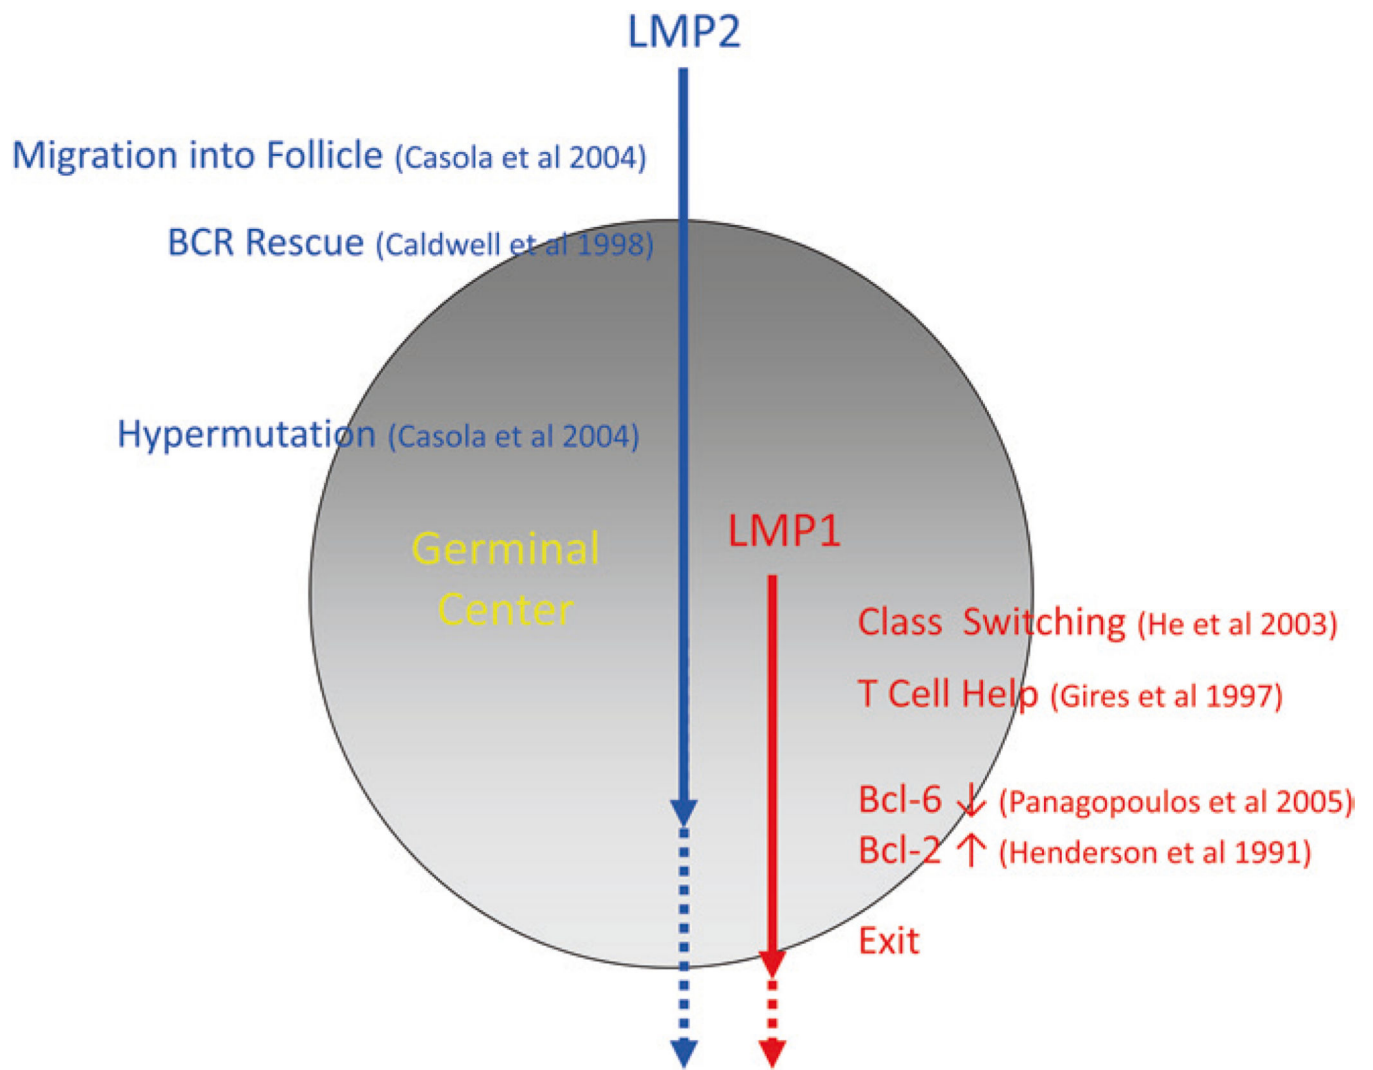 LMP2
Migration into Follicle (Casola et al 2004)
BCR Rescue (Caldwell et al 1998)
Hypermutation (Casola et al 2004)
Germinal
Center
LMP1
Class Switching (He et al 2003)
T Cell Help (Gires et al 1997)
Bcl-6 ↓ (Panagopoulos et al 2005)
Bcl-2 ↑ (Henderson et al 1991)
Exit